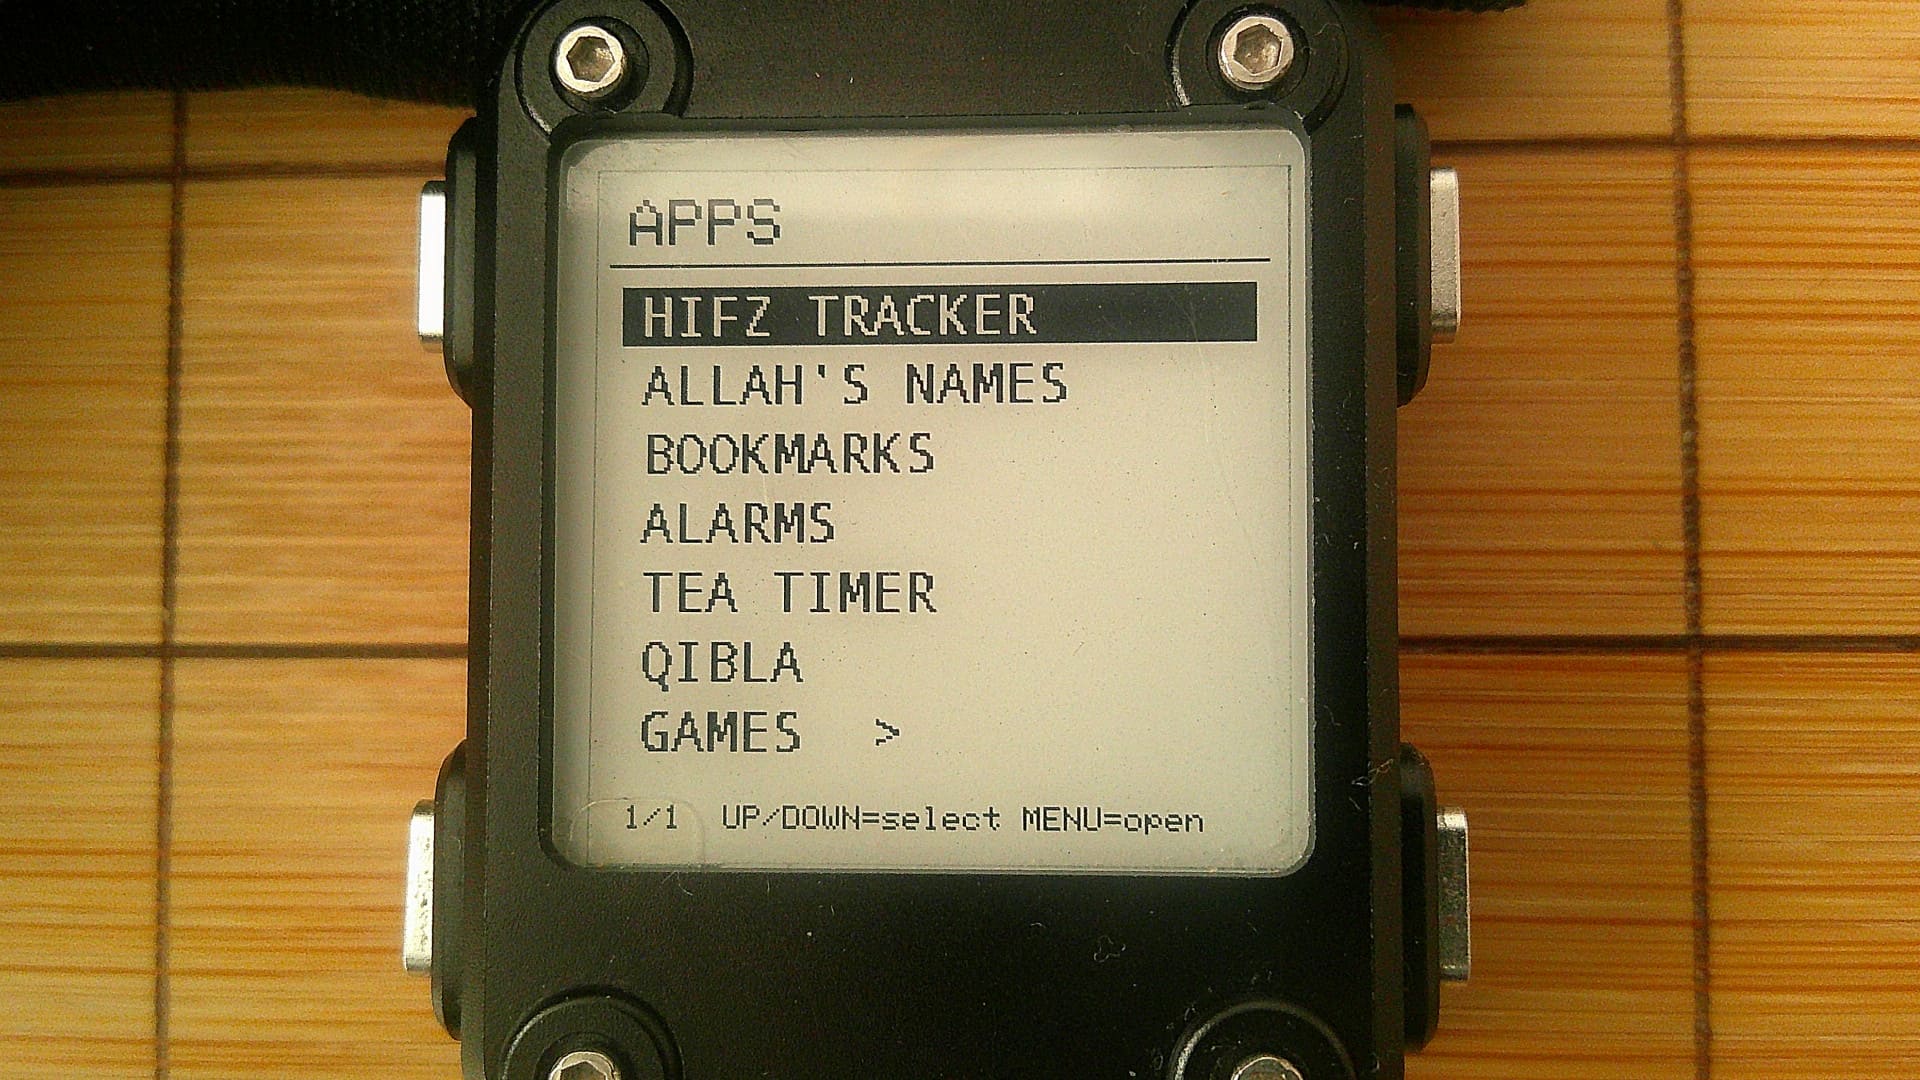 APPS
HIFZ TRACKER
ALLAH'S NAMES
BOOKMARKS
ALARMS
TEA TIMER
QIBLA
GAMES >
1/1 UP/DOWN=select MENU=open